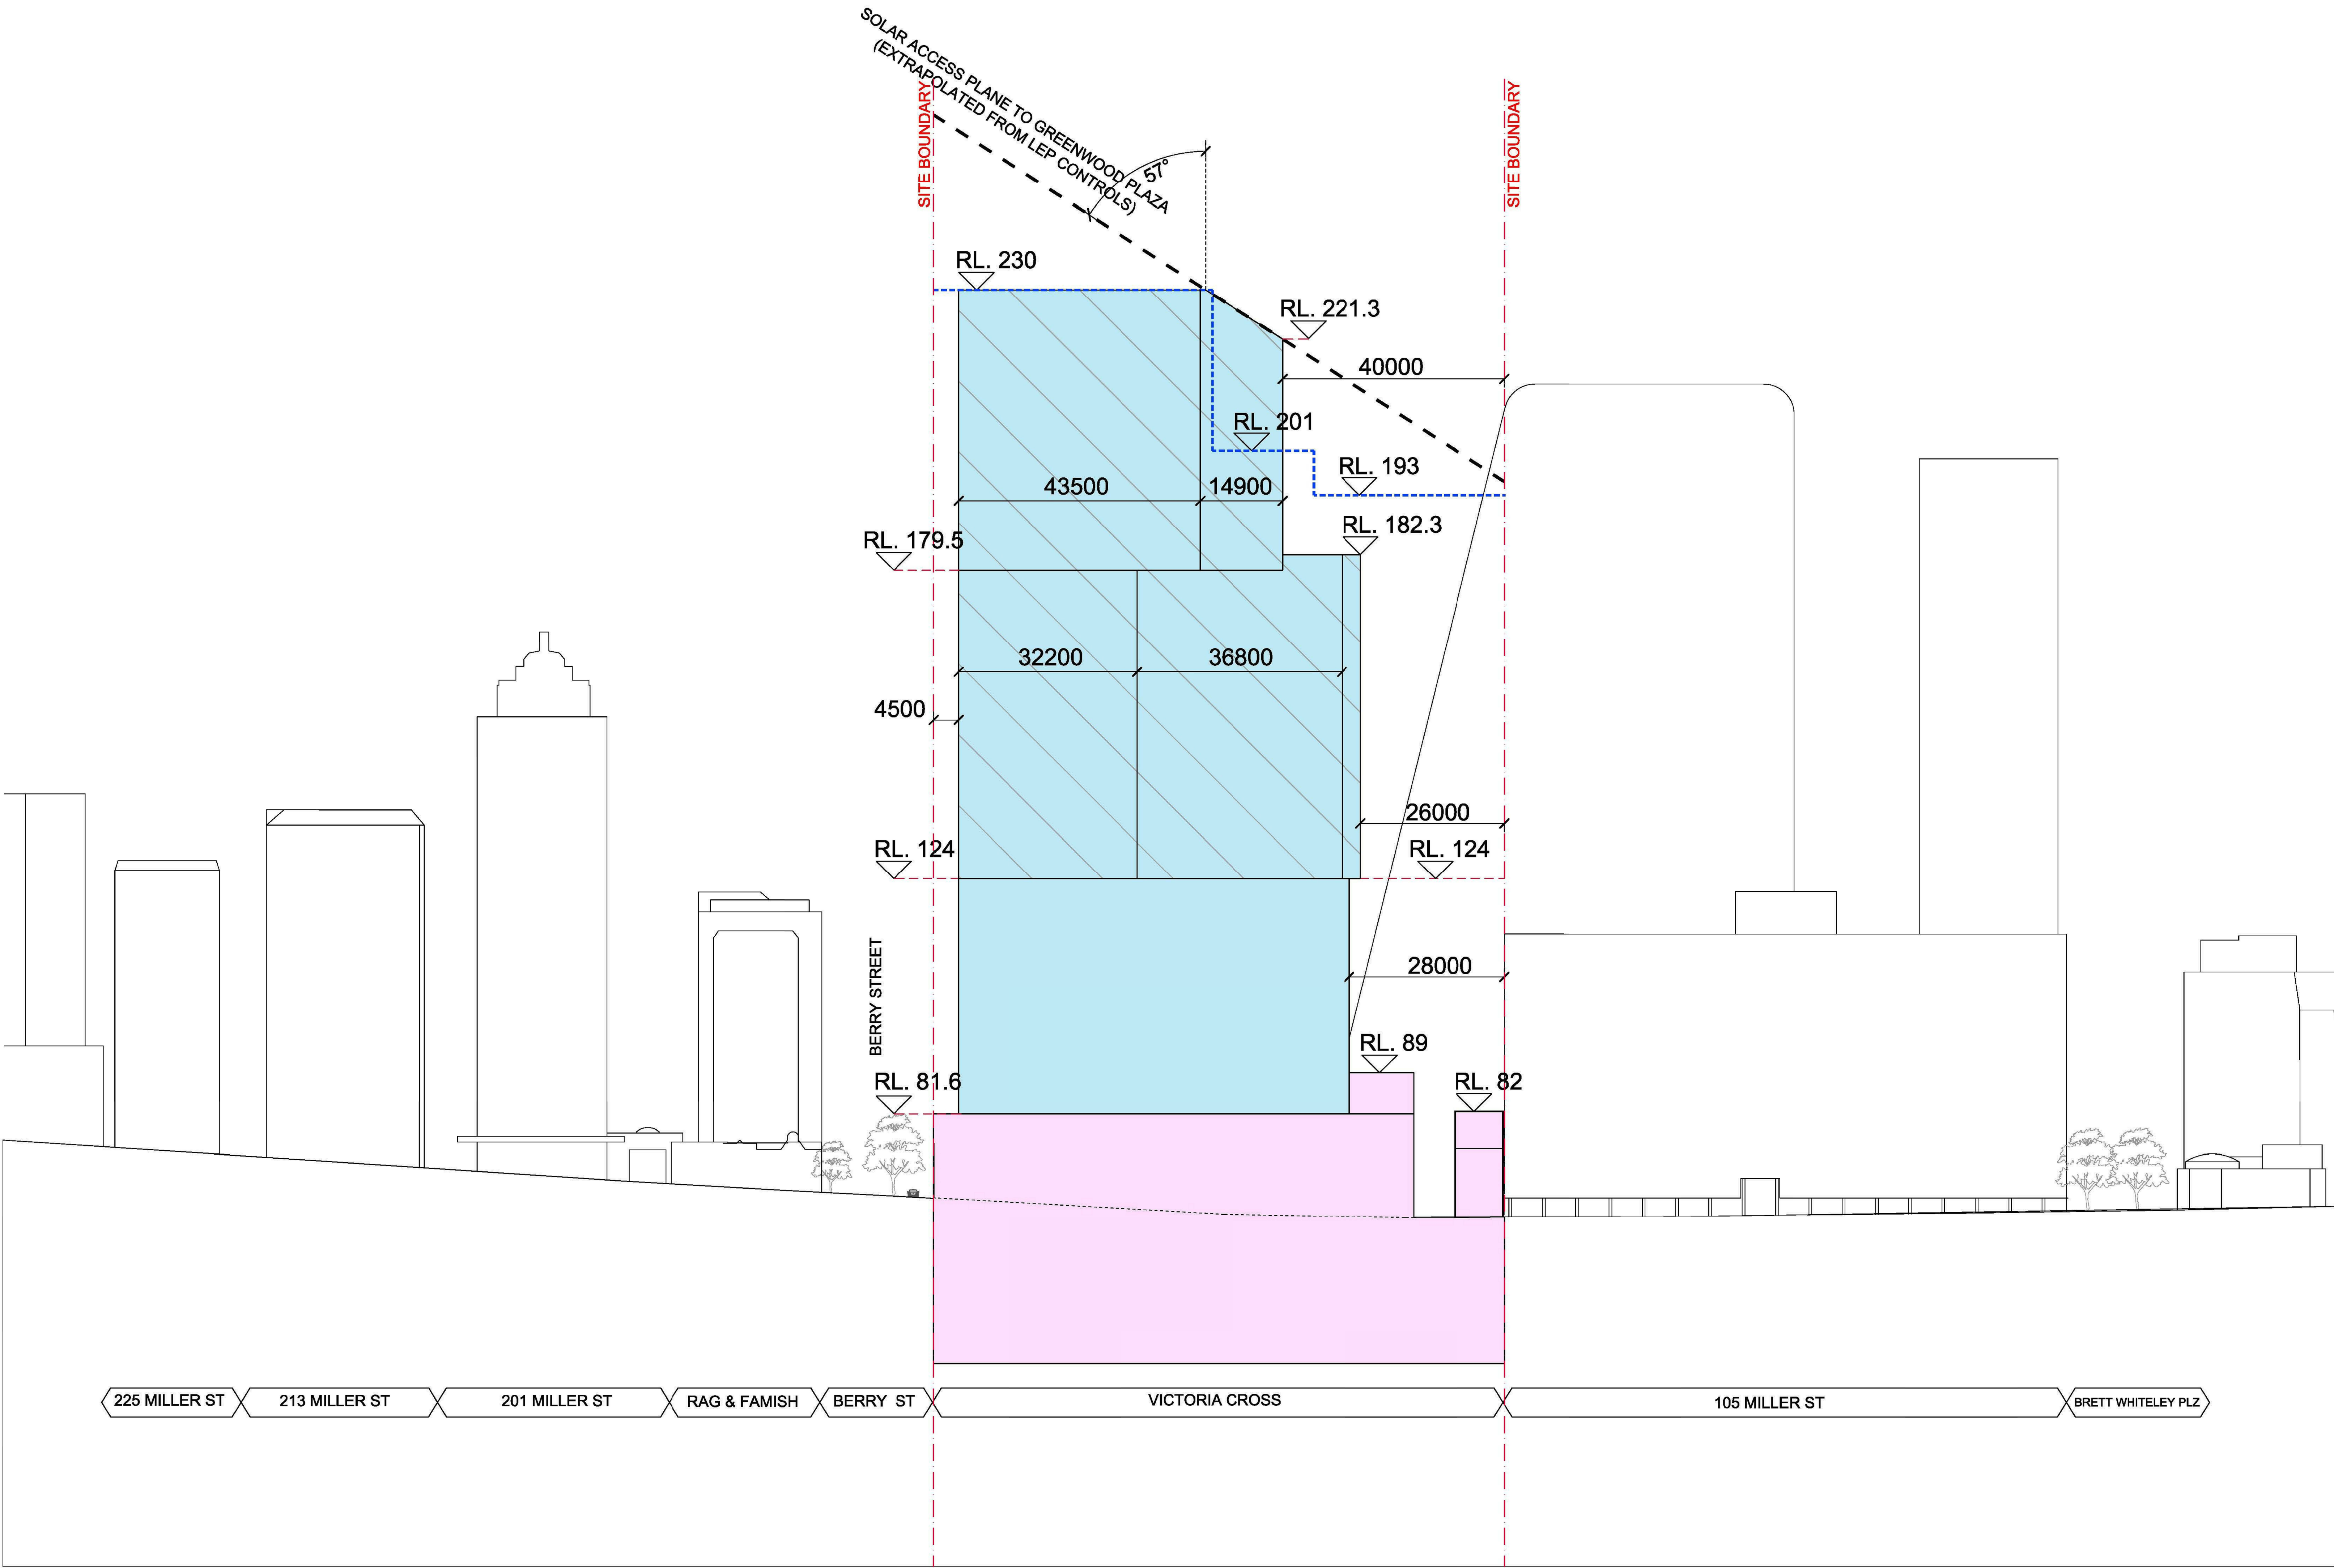 SOLAR ACCESS PLANE TO GREENWOOD PLAZA
(EXTRAPOLATED FROM LEP CONTROLS)
SITE BOUNDARY
SITE BOUNDARY
57°
RL. 230
RL. 221.3
40000
RL. 201
RL. 193
43500
14900
RL. 182.3
RL. 179.5
32200
36800
4500
26000
RL. 124
RL. 124
BERRY STREET
28000
RL. 89
RL. 81.6
RL. 82
225 MILLER ST
213 MILLER ST
201 MILLER ST
RAG & FAMISH
BERRY ST
VICTORIA CROSS
105 MILLER ST
BRETT WHITELEY PLZ